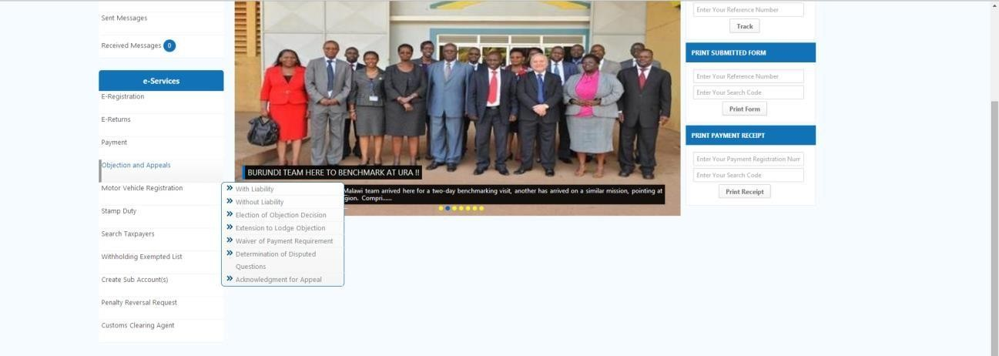 Sent Messages
Received Messages 0
e-Services
E-Registration
E-Returns
Payment
Objection and Appeals
Motor Vehicle Registration
Stamp Duty
Search Taxpayers
Withholding Exempted List
Create Sub Account(s)
Penalty Reversal Request
Customs Clearing Agent
With Liability
Without Liability
Election of Objection Decision
Extension to Lodge Objection
Waiver of Payment Requirement
Determination of Disputed
Questions
Acknowledgment for Appeal
BURUNDI TEAM HERE TO BENCHMARK AT URA !!
Malawi team arrived here for a two-day benchmarking visit, another has arrived on a similar mission, pointing at
gion. Compri......
Enter Your Reference Number
Track
PRINT SUBMITTED FORM
Enter Your Reference Number
Enter Your Search Code
Print Form
PRINT PAYMENT RECEIPT
Enter Your Payment Registration Num
Enter Your Search Code
Print Receipt